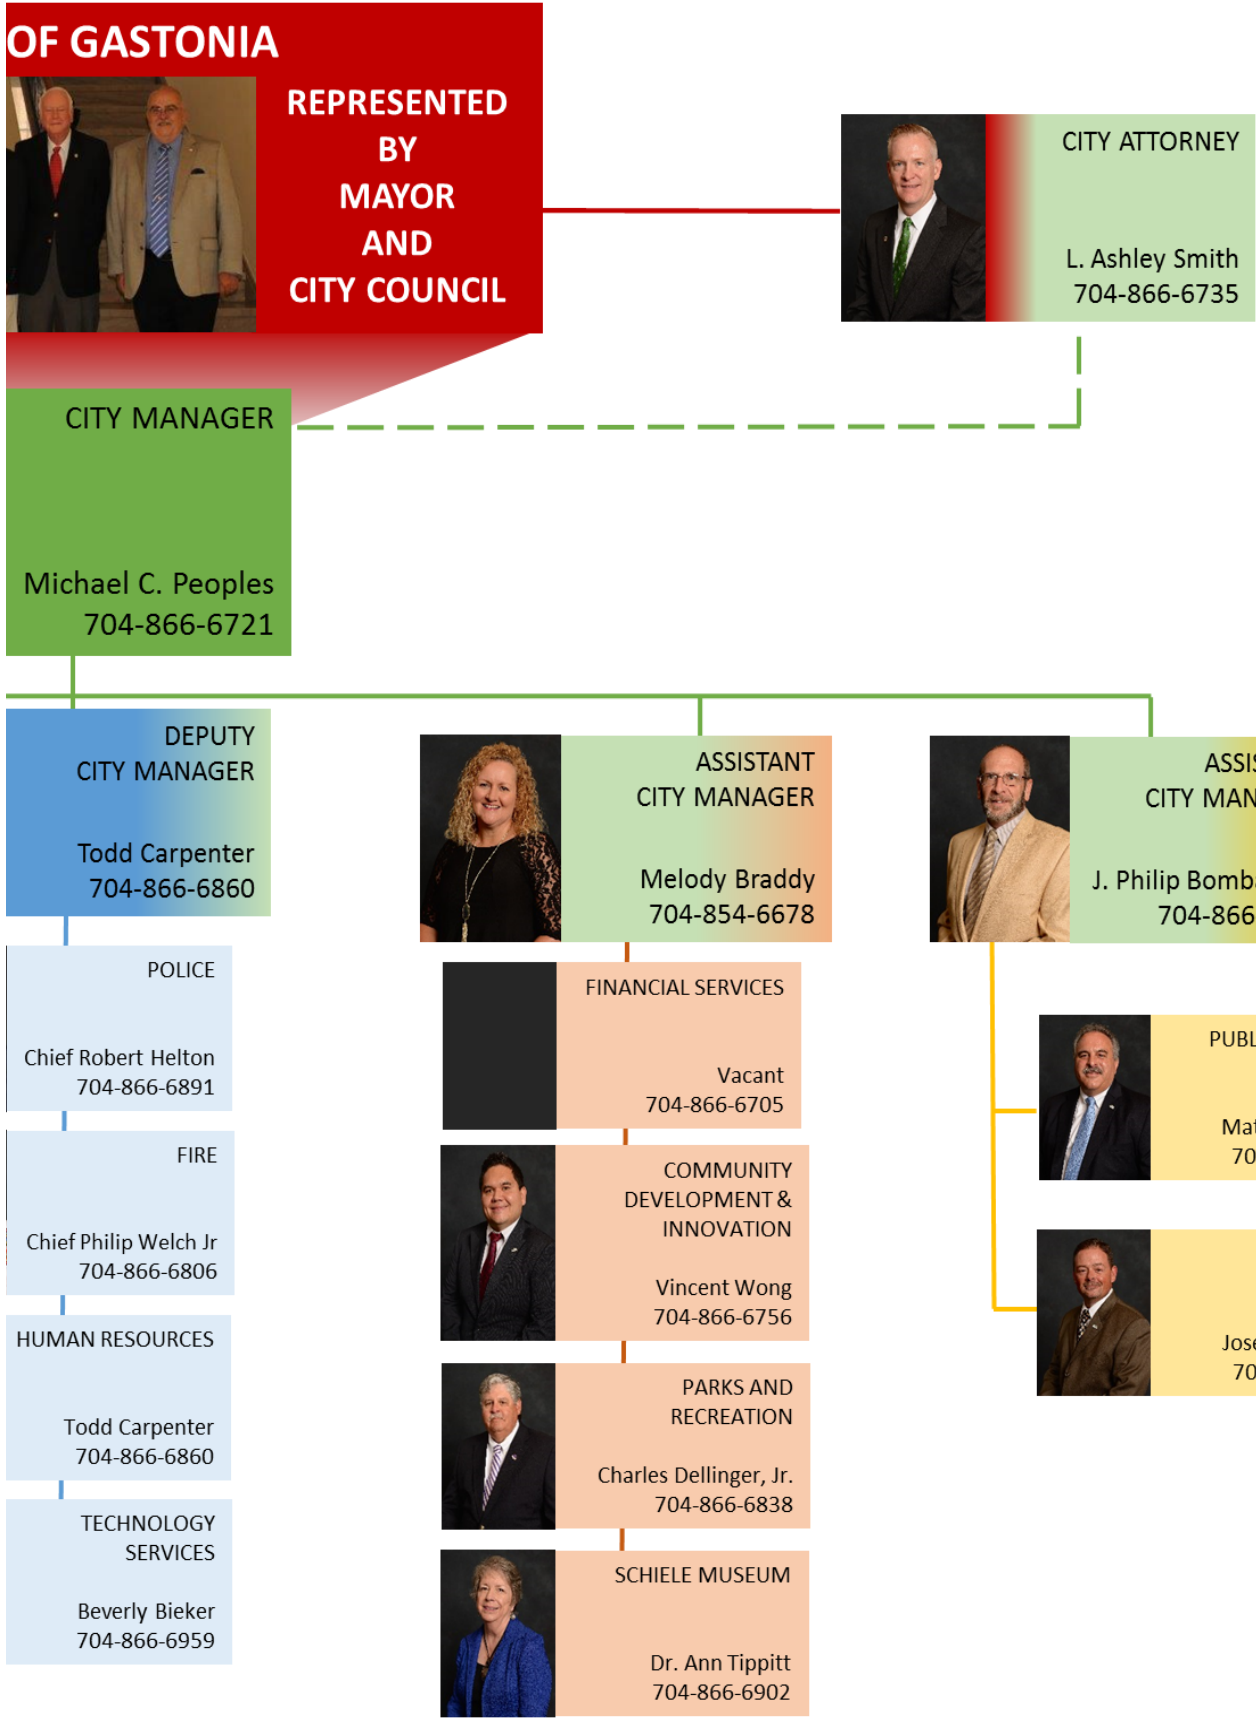 OF GASTONIA
REPRESENTED
BY
MAYOR
AND
CITY COUNCIL
CITY ATTORNEY
L. Ashley Smith
704-866-6735
CITY MANAGER
Michael C. Peoples
704-866-6721
DEPUTY
CITY MANAGER
Todd Carpenter
704-866-6860
POLICE
Chief Robert Helton
704-866-6891
FIRE
Chief Philip Welch Jr
704-866-6806
HUMAN RESOURCES
Todd Carpenter
704-866-6860
TECHNOLOGY
SERVICES
Beverly Bieker
704-866-6959
ASSISTANT
CITY MANAGER
Melody Braddy
704-854-6678
FINANCIAL SERVICES
Vacant
704-866-6705
COMMUNITY
DEVELOPMENT &
INNOVATION
Vincent Wong
704-866-6756
PARKS AND
RECREATION
Charles Dellinger, Jr.
704-866-6838
SCHIELE MUSEUM
Dr. Ann Tippitt
704-866-6902
CITY
J. Philip
704-866